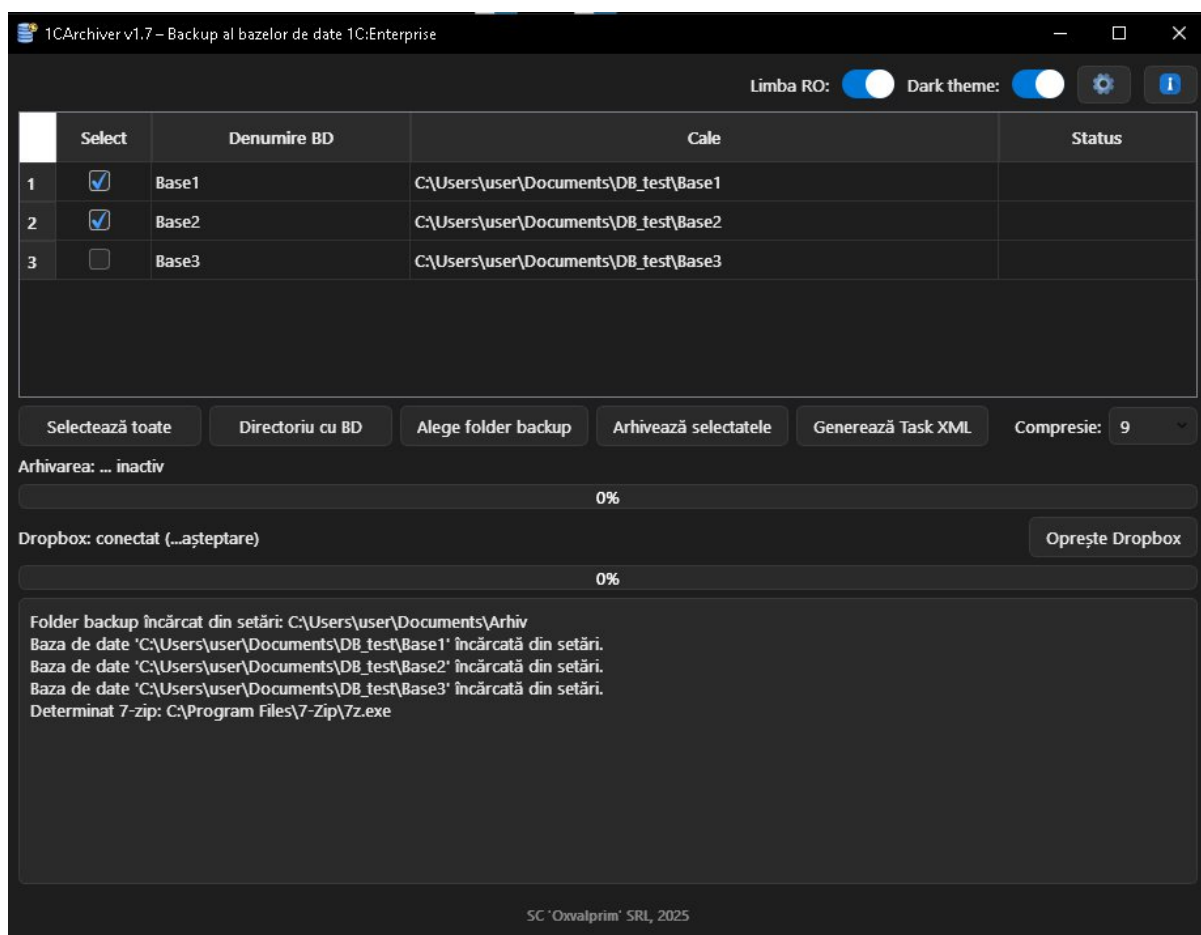 1CArchiver v1.7 – Backup al bazelor de date 1C:Enterprise
Limba RO: Dark theme:
Select Denumire BD Cale Status
1 Base1 C:\Users\user\Documents\DB_test\Base1
2 Base2 C:\Users\user\Documents\DB_test\Base2
3 Base3 C:\Users\user\Documents\DB_test\Base3
Selectează toate Directoriu cu BD Alege folder backup Arhivează selectatele Generează Task XML Compresie: 9
Arhivarea: ... inactiv
0%
Dropbox: conectat (...așteptare) Oprește Dropbox
0%
Folder backup încărcat din setări: C:\Users\user\Documents\Arhiv
Baza de date 'C:\Users\user\Documents\DB_test\Base1' încărcată din setări.
Baza de date 'C:\Users\user\Documents\DB_test\Base2' încărcată din setări.
Baza de date 'C:\Users\user\Documents\DB_test\Base3' încărcată din setări.
Determinat 7-zip: C:\Program Files\7-Zip\7z.exe
SC 'Oxvalprim' SRL, 2025